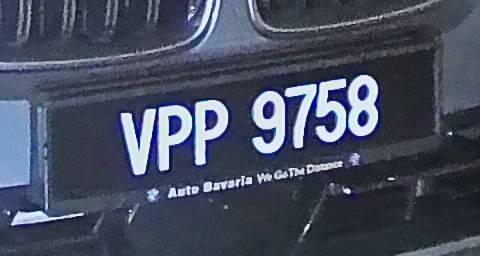 VPP 9758
Auto Bavaria We Go The Distance